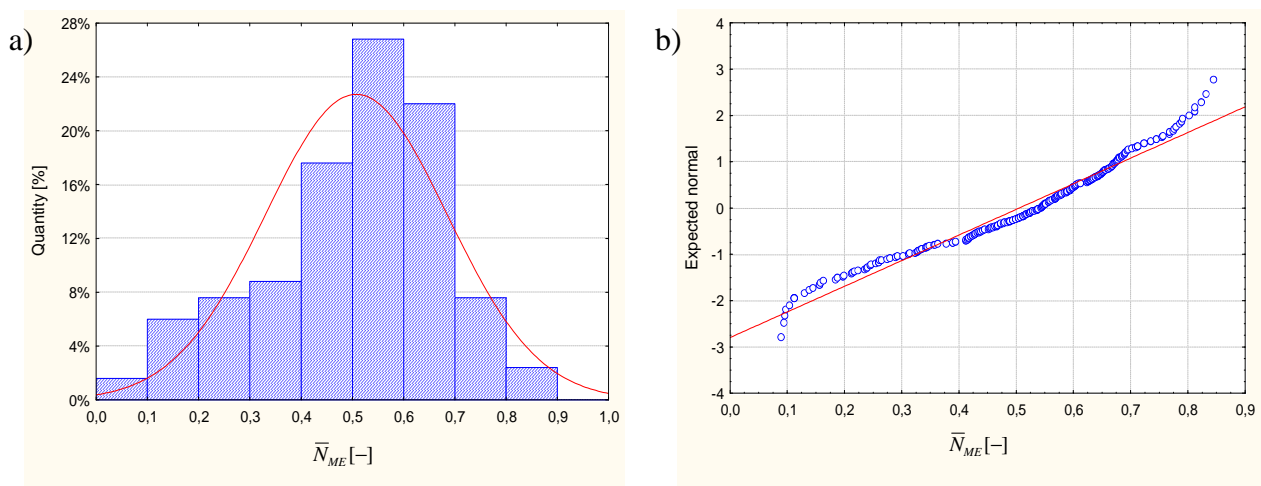 a)
Quantity [%]
28%
24%
20%
16%
12%
8%
4%
0%
0,0 0,1 0,2 0,3 0,4 0,5 0,6 0,7 0,8 0,9 1,0
N̅_ME [–]
b)
Expected normal
4
3
2
1
0
-1
-2
-3
-4
0,0 0,1 0,2 0,3 0,4 0,5 0,6 0,7 0,8 0,9
N̅_ME [–]